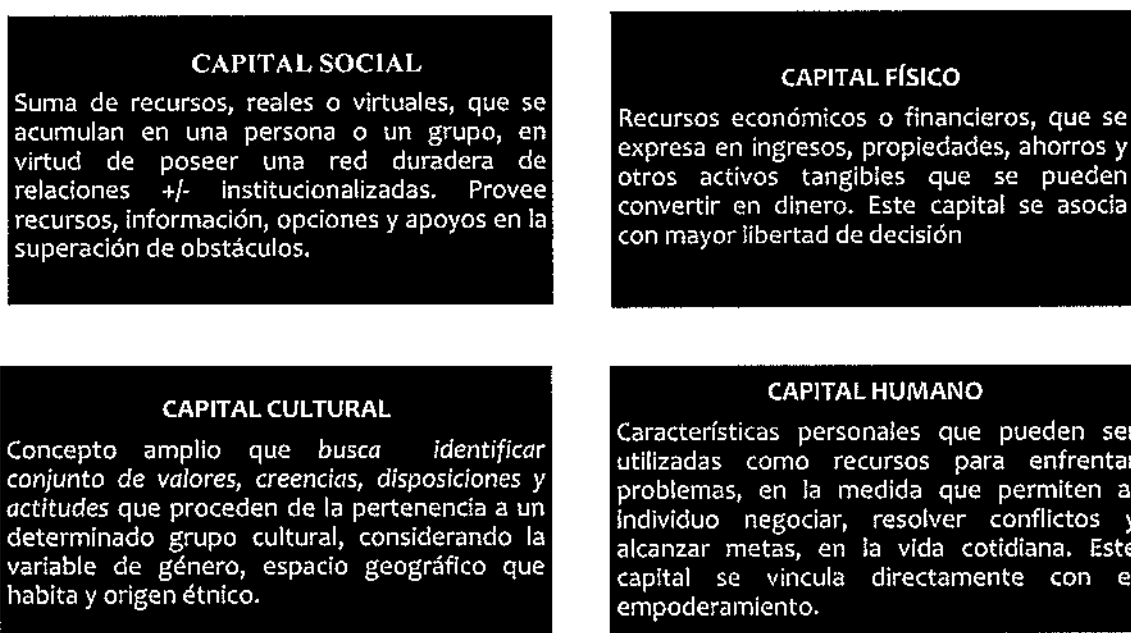 CAPITAL SOCIAL
Suma de recursos, reales o virtuales, que se
acumulan en una persona o un grupo, en
virtud de poseer una red duradera de
relaciones +/- institucionalizadas. Provee
recursos, información, opciones y apoyos en la
superación de obstáculos.
CAPITAL FÍSICO
Recursos económicos o financieros, que se
expresa en ingresos, propiedades, ahorros y
otros activos tangibles que se pueden
convertir en dinero. Este capital se asocia
con mayor libertad de decisión
CAPITAL CULTURAL
Concepto amplio que busca identificar
conjunto de valores, creencias, disposiciones y
actitudes que proceden de la pertenencia a un
determinado grupo cultural, considerando la
variable de género, espacio geográfico que
habita y origen étnico.
CAPITAL HUMANO
Características personales que pueden ser
utilizadas como recursos para enfrentar
problemas, en la medida que permiten a
individuo negociar, resolver conflictos y
alcanzar metas, en la vida cotidiana. Este
capital se vincula directamente con e
empoderamiento.